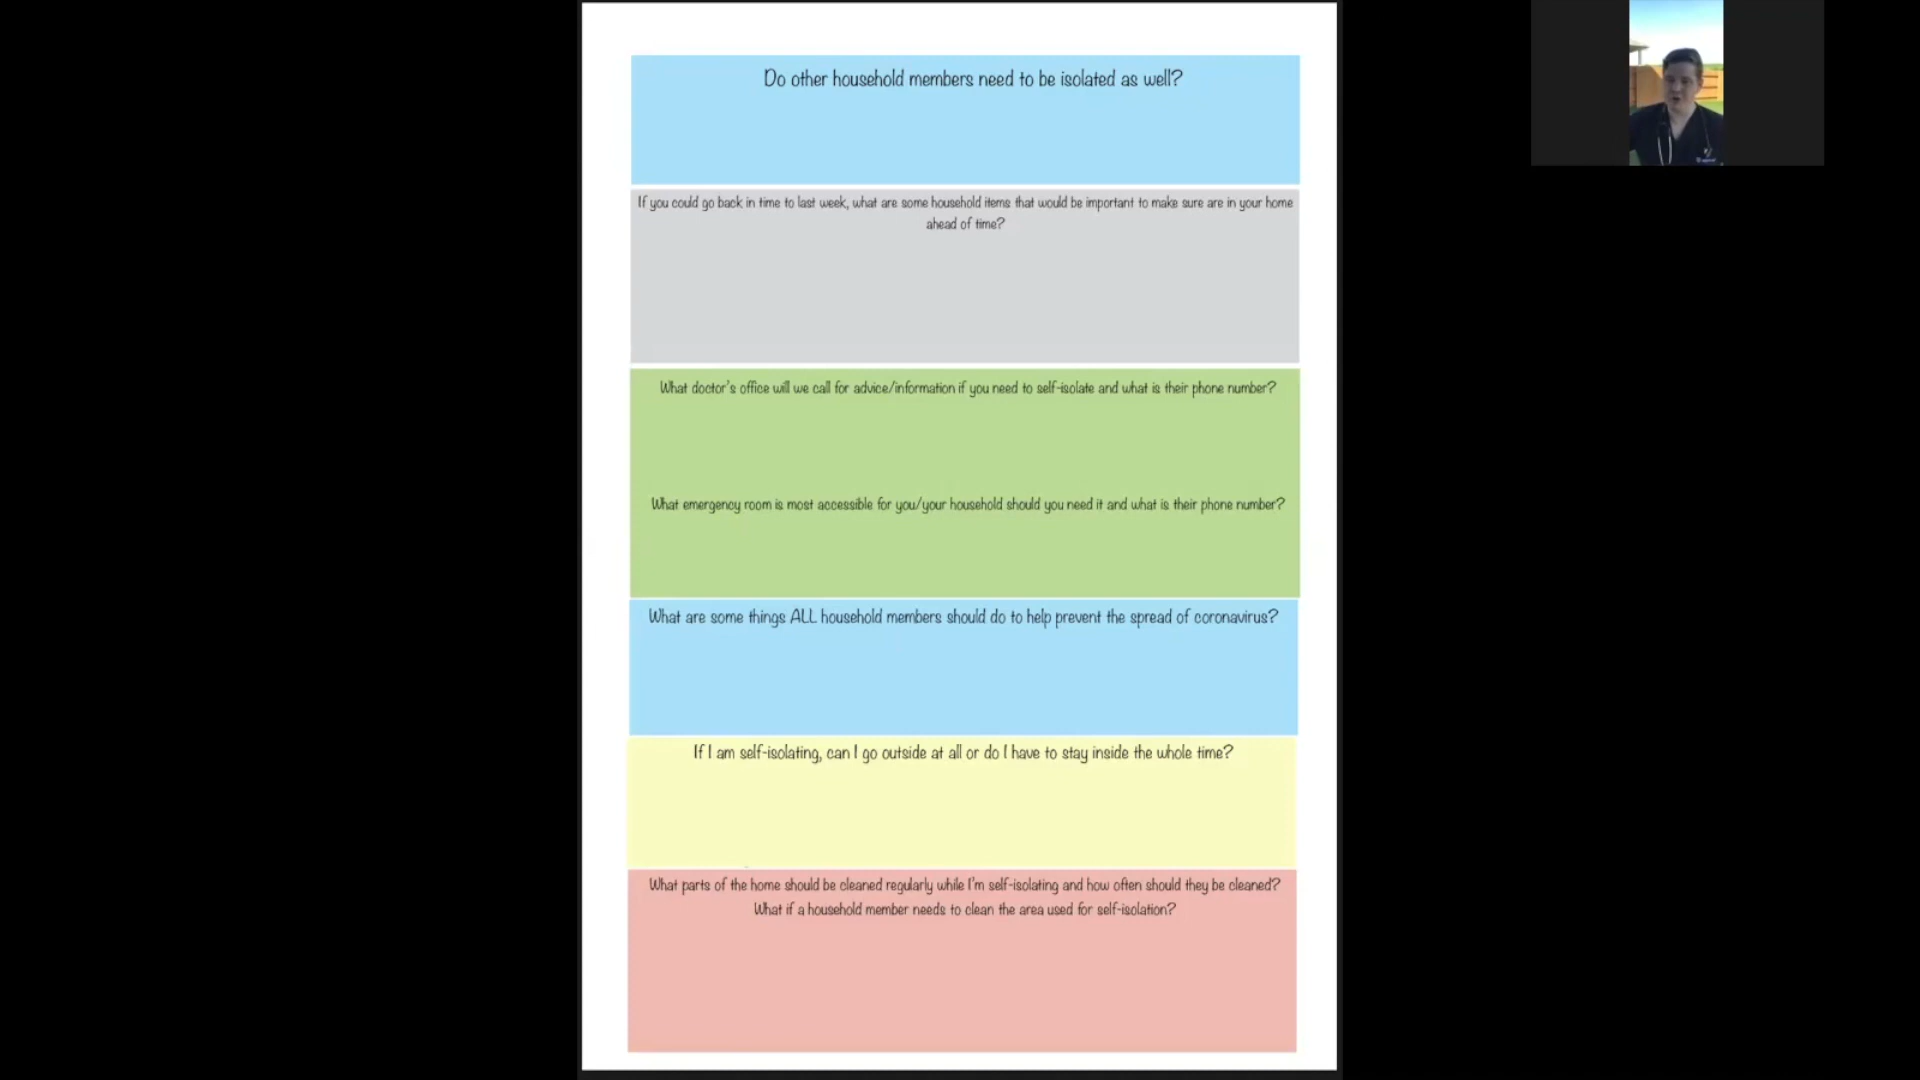 Do other household members need to be isolated as well?
If you could go back in time to last week, what are some household items that would be important to make sure are in your home
ahead of time?
What doctor's office will we call for advice/information if you need to self-isolate and what is their phone number?
What emergency room is most accessible for you/your household should you need it and what is their phone number?
What are some things ALL household members should do to help prevent the spread of coronavirus?
If I am self-isolating, can I go outside at all or do I have to stay inside the whole time?
What parts of the home should be cleaned regularly while I'm self-isolating and how often should they be cleaned?
What if a household member needs to clean the area used for self-isolation?